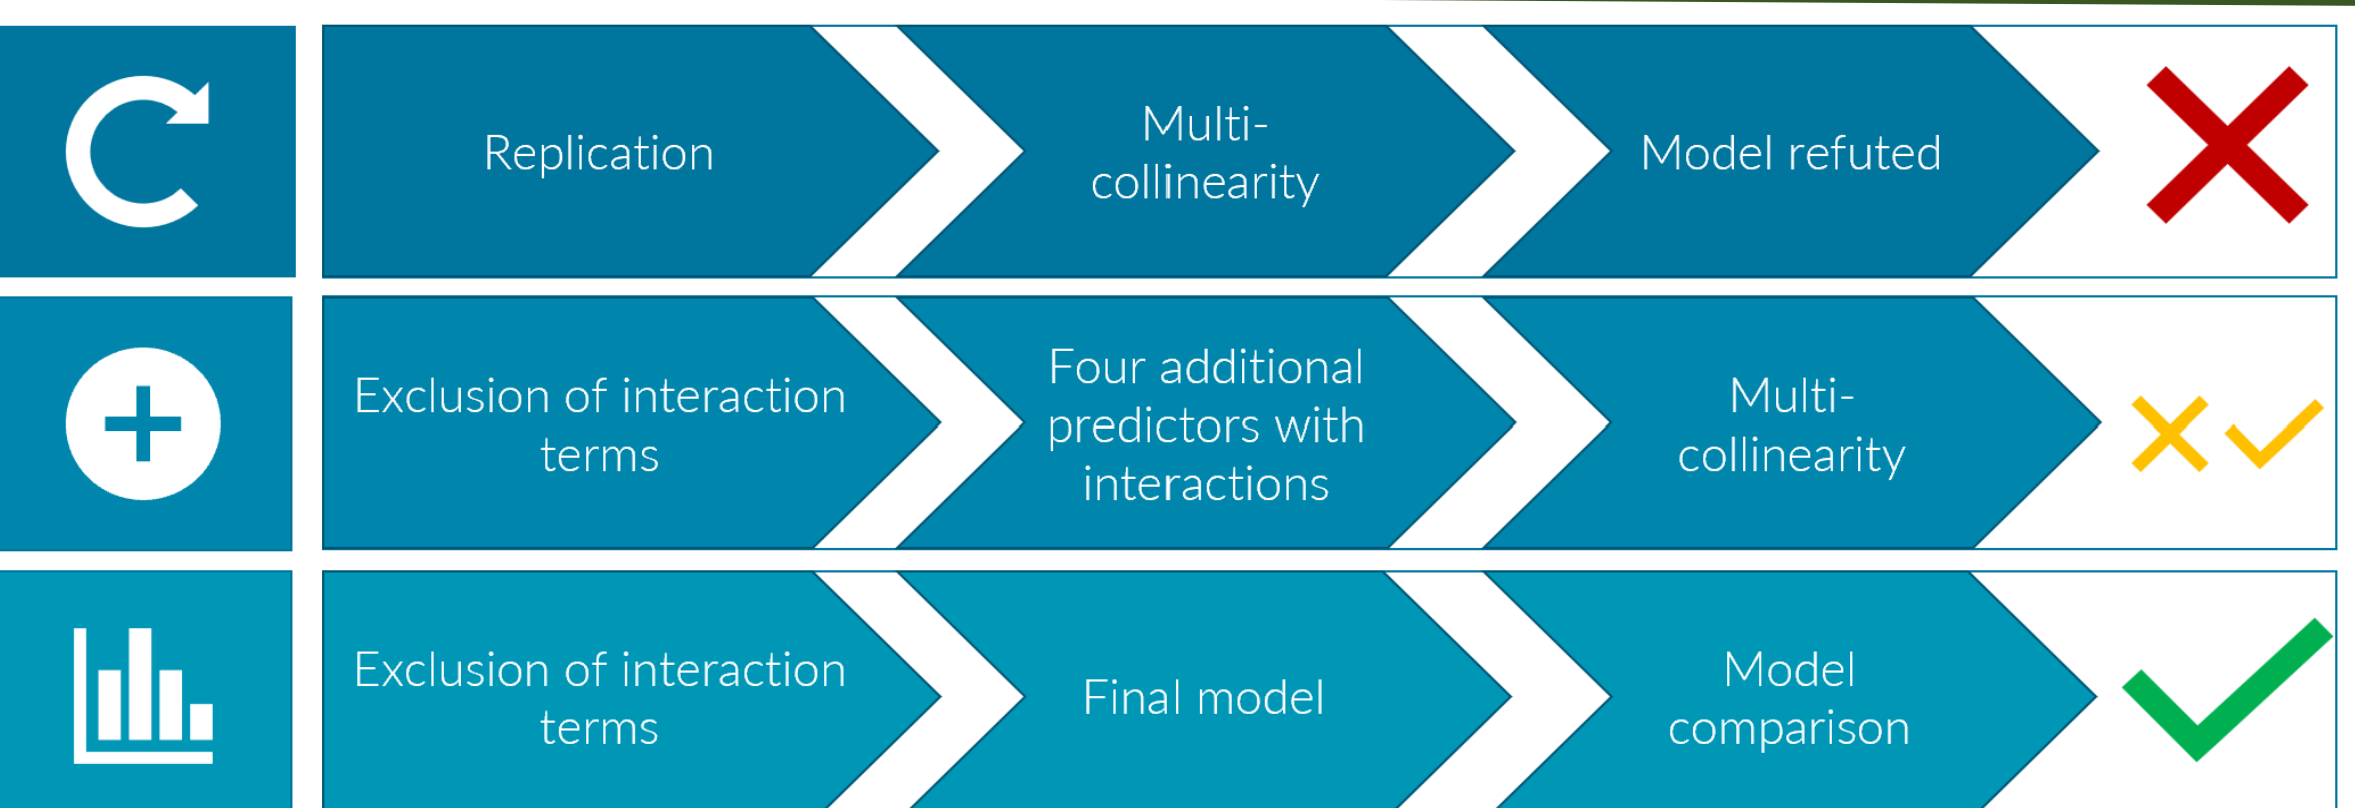 Replication
Multi-
collinearity
Model refuted
Exclusion of interaction
terms
Four additional
predictors with
interactions
Multi-
collinearity
Exclusion of interaction
terms
Final model
Model
comparison